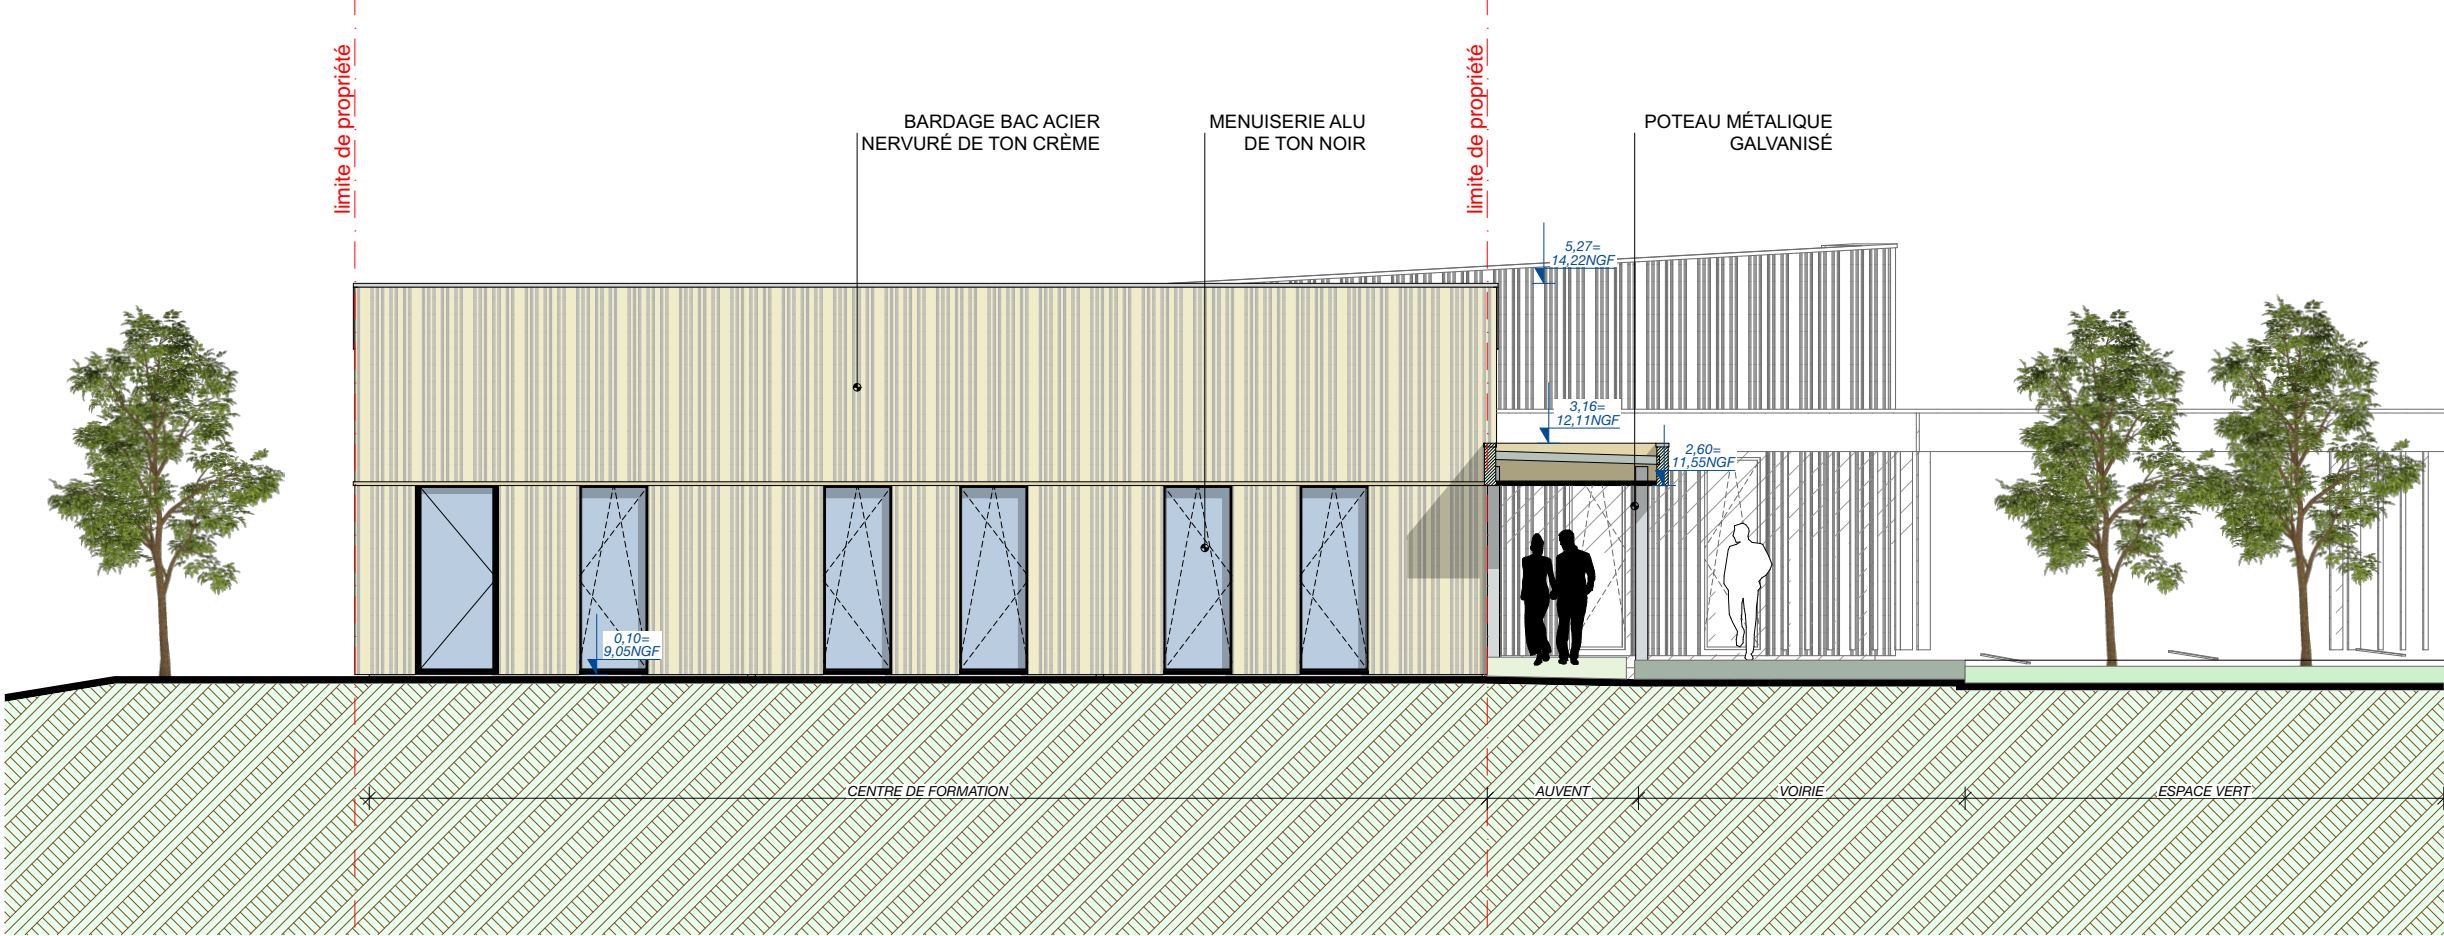 limite de propriété
limite de propriété
BARDAGE BAC ACIER
NERVURÉ DE TON CRÈME
MENUISERIE ALU
DE TON NOIR
POTEAU MÉTALIQUE
GALVANISÉ
5,27=
14,22NGF
3,16=
12,11NGF
2,60=
11,55NGF
0,10=
9,05NGF
CENTRE DE FORMATION
AUVENT
VOIRIE
ESPACE VERT